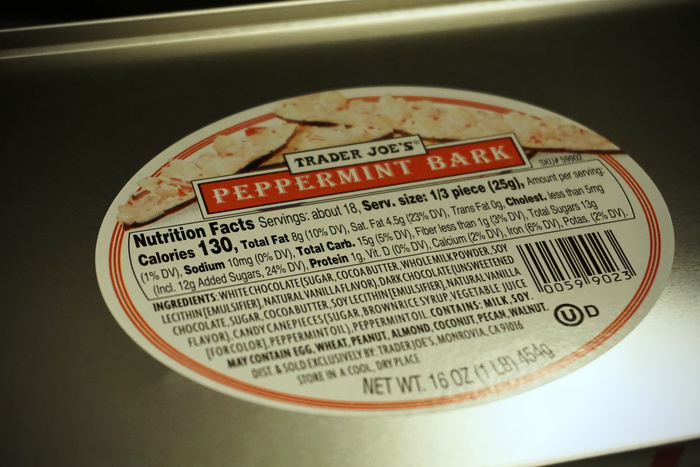 TRADER JOE'S®
PEPPERMINT BARK
SKU# 59902
Nutrition Facts Servings: about 18, Serv. size: 1/3 piece (25g), Amount per serving:
Calories 130, Total Fat 8g (10% DV), Sat. Fat 4.5g (23% DV), Trans Fat 0g, Cholest. less than 5mg
(1% DV), Sodium 10mg (0% DV), Total Carb. 15g (5% DV), Fiber less than 1g (3% DV), Total Sugars 13g
(Incl. 12g Added Sugars, 24% DV), Protein 1g, Vit. D (0% DV), Calcium (2% DV), Iron (6% DV), Potas. (2% DV).
INGREDIENTS: WHITE CHOCOLATE [SUGAR, COCOA BUTTER, WHOLE MILK POWDER, SOY
LECITHIN [EMULSIFIER], NATURAL VANILLA FLAVOR], DARK CHOCOLATE (UNSWEETENED
CHOCOLATE, SUGAR, COCOA BUTTER, SOY LECITHIN [EMULSIFIER], NATURAL VANILLA
FLAVOR), CANDY CANE PIECES (SUGAR, BROWN RICE SYRUP, VEGETABLE JUICE
[FOR COLOR], PEPPERMINT OIL), PEPPERMINT OIL. CONTAINS: MILK, SOY.
MAY CONTAIN EGG, WHEAT, PEANUT, ALMOND, COCONUT, PECAN, WALNUT.
DIST. & SOLD EXCLUSIVELY BY: TRADER JOE'S, MONROVIA, CA 91016
STORE IN A COOL, DRY PLACE
NET WT. 16 OZ (1 LB) 454g
0059 9023
U D